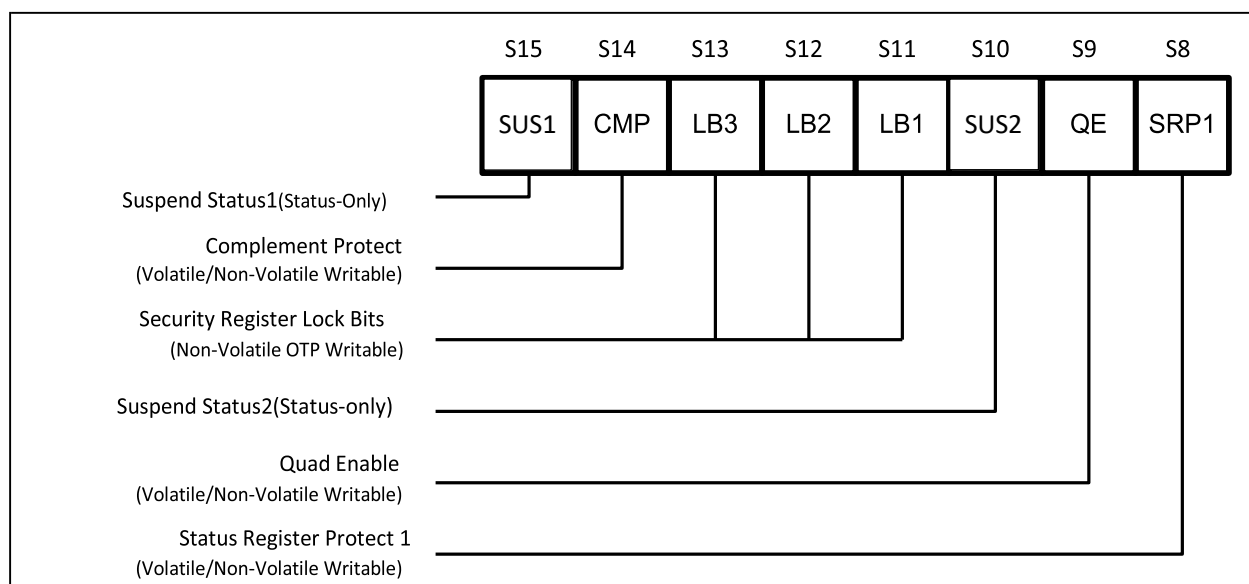 S15 S14 S13 S12 S11 S10 S9 S8
SUS1 CMP LB3 LB2 LB1 SUS2 QE SRP1
Suspend Status1(Status-Only)
Complement Protect
(Volatile/Non-Volatile Writable)
Security Register Lock Bits
(Non-Volatile OTP Writable)
Suspend Status2(Status-only)
Quad Enable
(Volatile/Non-Volatile Writable)
Status Register Protect 1
(Volatile/Non-Volatile Writable)